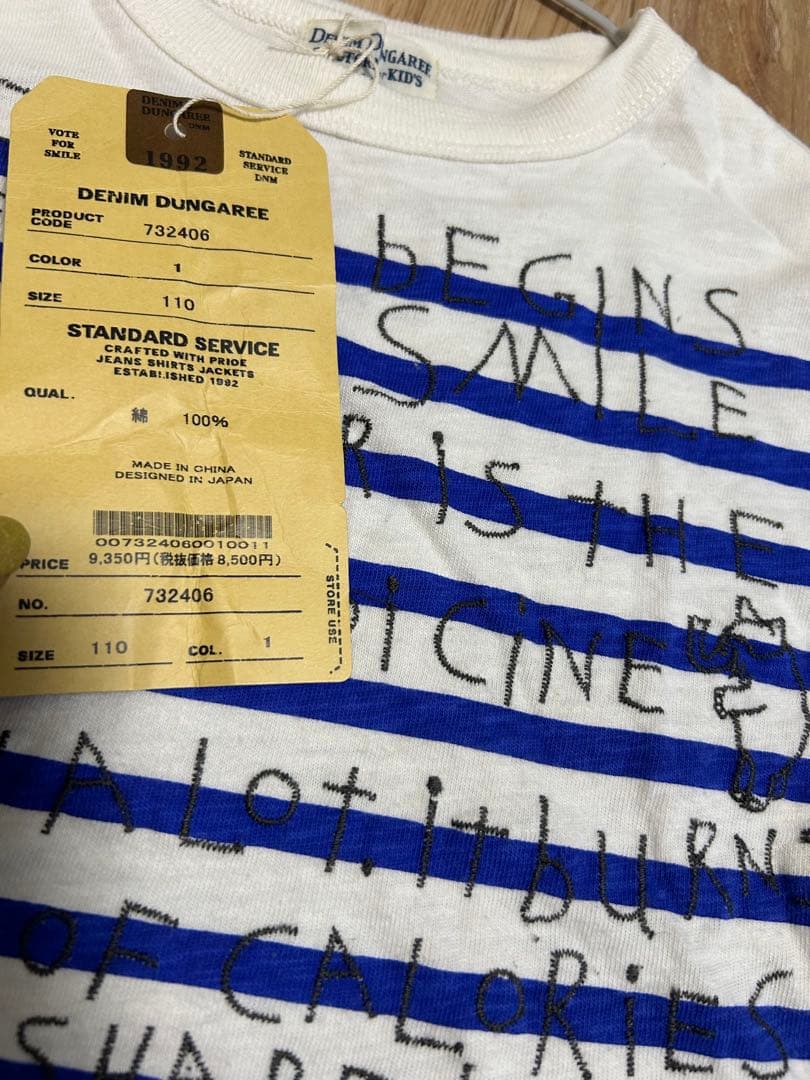 DENIM DUNGAREE
KID'S
DENIM
DUNGAREE
DNM
1992
VOTE
FOR
SMILE
STANDARD
SERVICE
DNM
DENIM DUNGAREE
PRODUCT
CODE
732406
COLOR
1
SIZE
110
STANDARD SERVICE
CRAFTED WITH PRIDE
JEANS SHIRTS JACKETS
ESTABLISHED 1992
QUAL.
綿 100%
MADE IN CHINA
DESIGNED IN JAPAN
007324060010011
PRICE 9,350円(税抜価格8,500円)
NO. 732406
SIZE 110 COL. 1
STORE USE
bEGINS
SMILE
R iS tHE
iCiNE
A Lot. it buRN
OF CALORiES